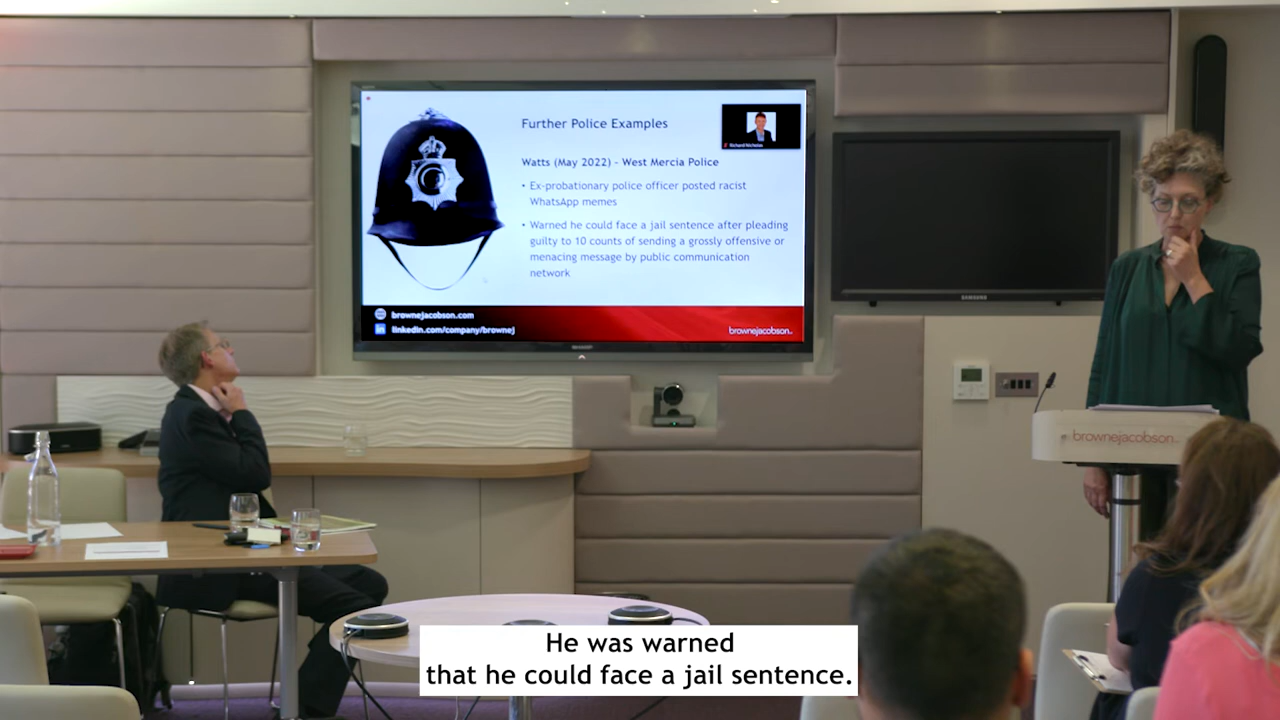 Further Police Examples
Richard Nicholas
Watts (May 2022) - West Mercia Police
• Ex-probationary police officer posted racist
WhatsApp memes
• Warned he could face a jail sentence after pleading
guilty to 10 counts of sending a grossly offensive or
menacing message by public communication
network
brownejacobson.com
linkedin.com/company/brownej
brownejacobson
SHARP
SAMSUNG
brownejacobson
He was warned
that he could face a jail sentence.